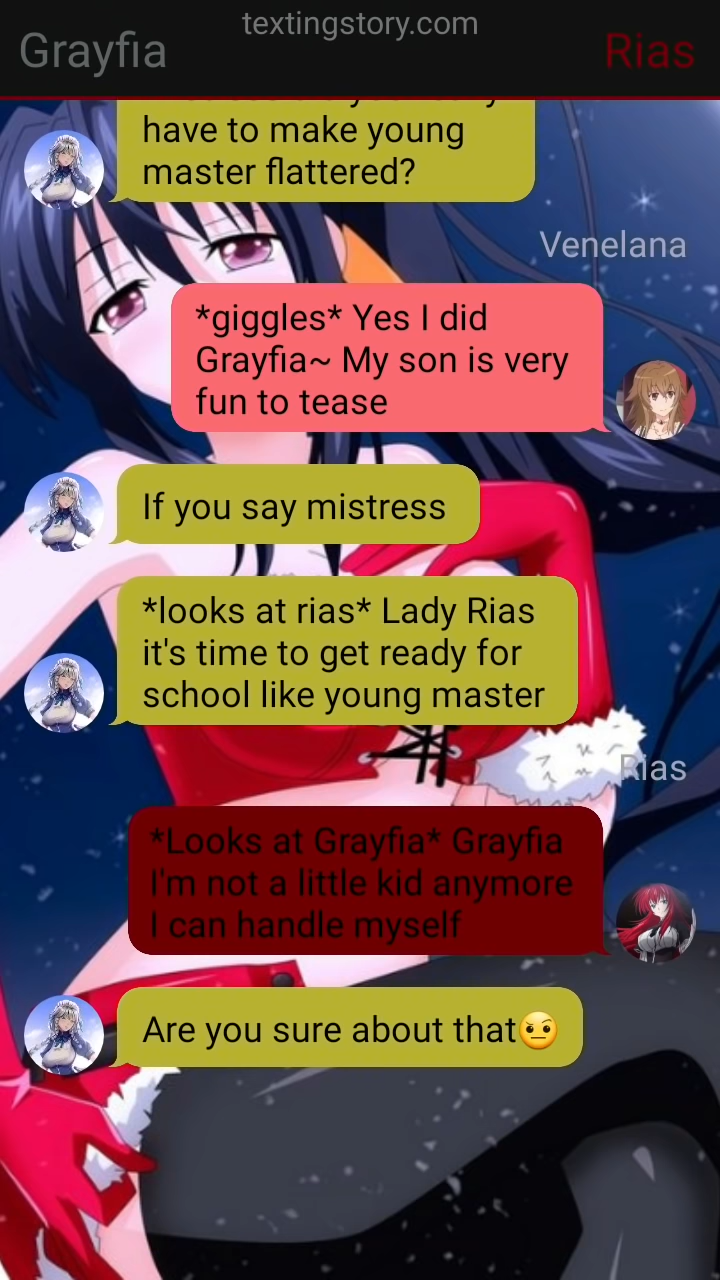 textingstory.com
Grayfia
Rias
have to make young
master flattered?
Venelana
*giggles* Yes I did
Grayfia~ My son is very
fun to tease
If you say mistress
*looks at rias* Lady Rias
it's time to get ready for
school like young master
Rias
*Looks at Grayfia* Grayfia
I'm not a little kid anymore
I can handle myself
Are you sure about that🤨